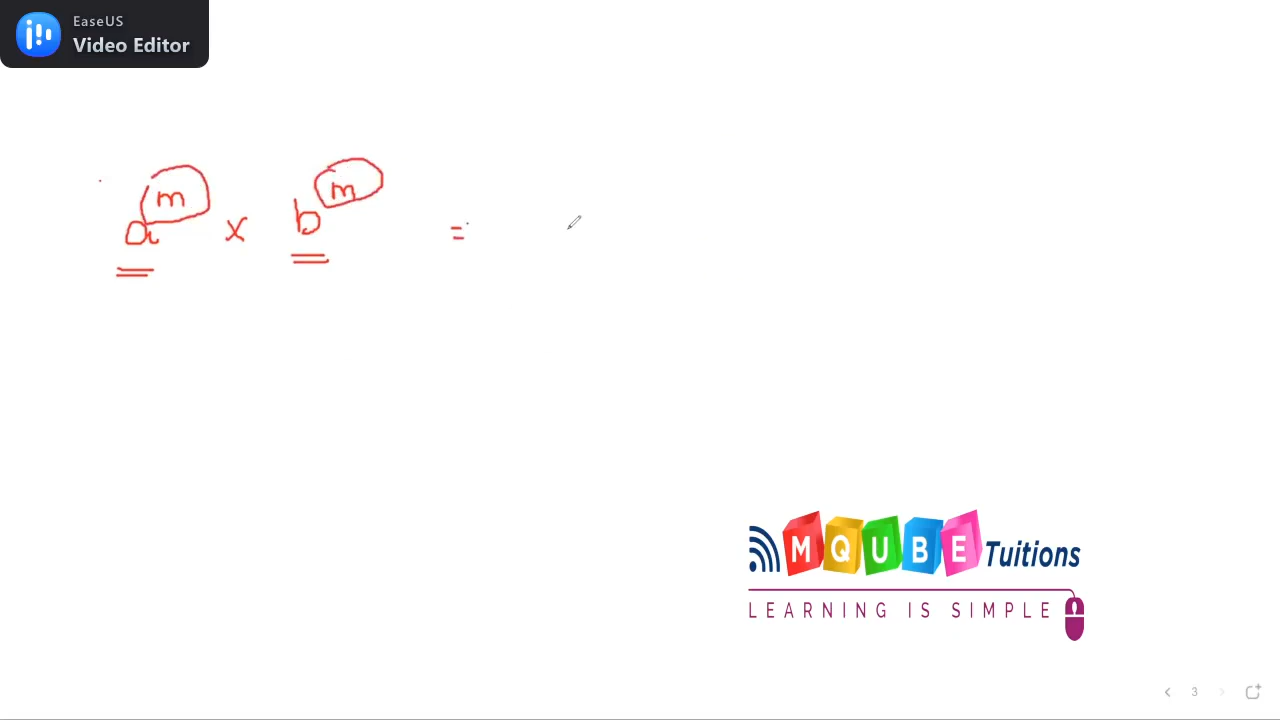 EaseUS
Video Editor
a^m x b^m =
MQUBE Tuitions
LEARNING IS SIMPLE
3